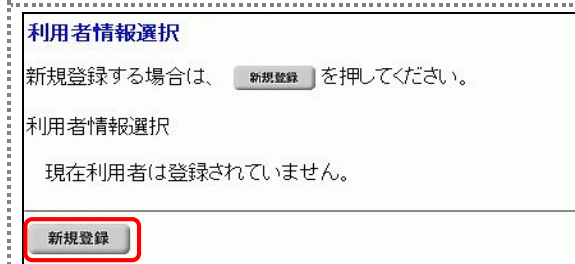 利用者情報選択
新規登録する場合は、 新規登録 を押してください。
利用者情報選択
現在利用者は登録されていません。
新規登録